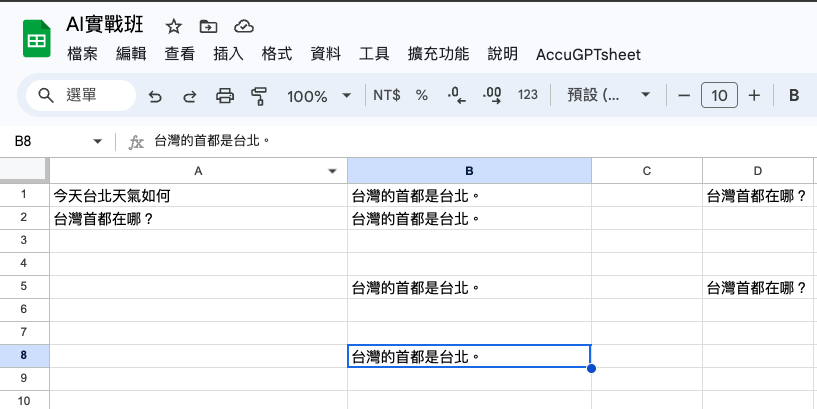 AI實戰班
檔案 編輯 查看 插入 格式 資料 工具 擴充功能 說明 AccuGPTsheet
選單 100% NT$ % .0 .00 123 預設 (... 10 B
B8 fx 台灣的首都是台北。
A B C D
1 今天台北天氣如何 台灣的首都是台北。 台灣首都在哪？
2 台灣首都在哪？ 台灣的首都是台北。
3
4
5 台灣的首都是台北。 台灣首都在哪？
6
7
8 台灣的首都是台北。
9
10